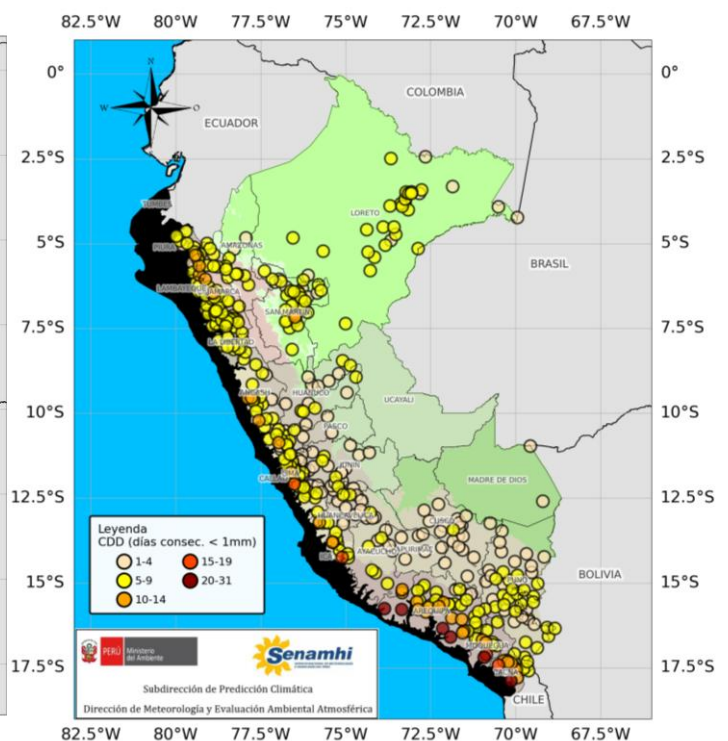 82.5°W 80°W 77.5°W 75°W 72.5°W 70°W 67.5°W
N
W
O
0°
0°
COLOMBIA
ECUADOR
2.5°S
2.5°S
TUMBES
LORETO
5°S
5°S
PIURA
AMAZONAS
BRASIL
LAMBAYEQUE
SAN MARTIN
7.5°S
7.5°S
LA LIBERTAD
HUANUCO
UCAYALI
10°S
10°S
PASCO
JUNIN
LIMA
MADRE DE DIOS
12.5°S
12.5°S
CUSCO
AYACUCHO
Leyenda
CDD (días consec. < 1mm)
1-4
15-19
5-9
20-31
10-14
15°S
15°S
PUNO
BOLIVIA
AREQUIPA
MOQUEGUA
17.5°S
17.5°S
CHILE
PERÚ
Ministerio
del Ambiente
Senamhi
Subdirección de Predicción Climática
Dirección de Meteorología y Evaluación Ambiental Atmosférica
82.5°W 80°W 77.5°W 75°W 72.5°W 70°W 67.5°W